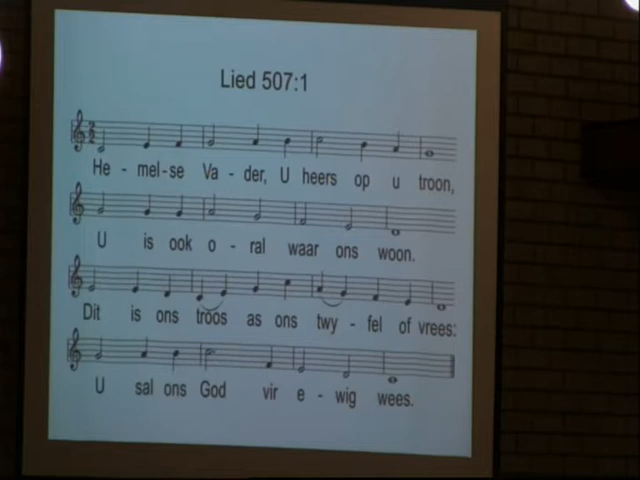 Lied 507:1
He - mel-se Va - der, U heers op u troon,
U is ook o - ral waar ons woon.
Dit is ons troos as ons twy - fel of vrees:
U sal ons God vir e - wig wees.